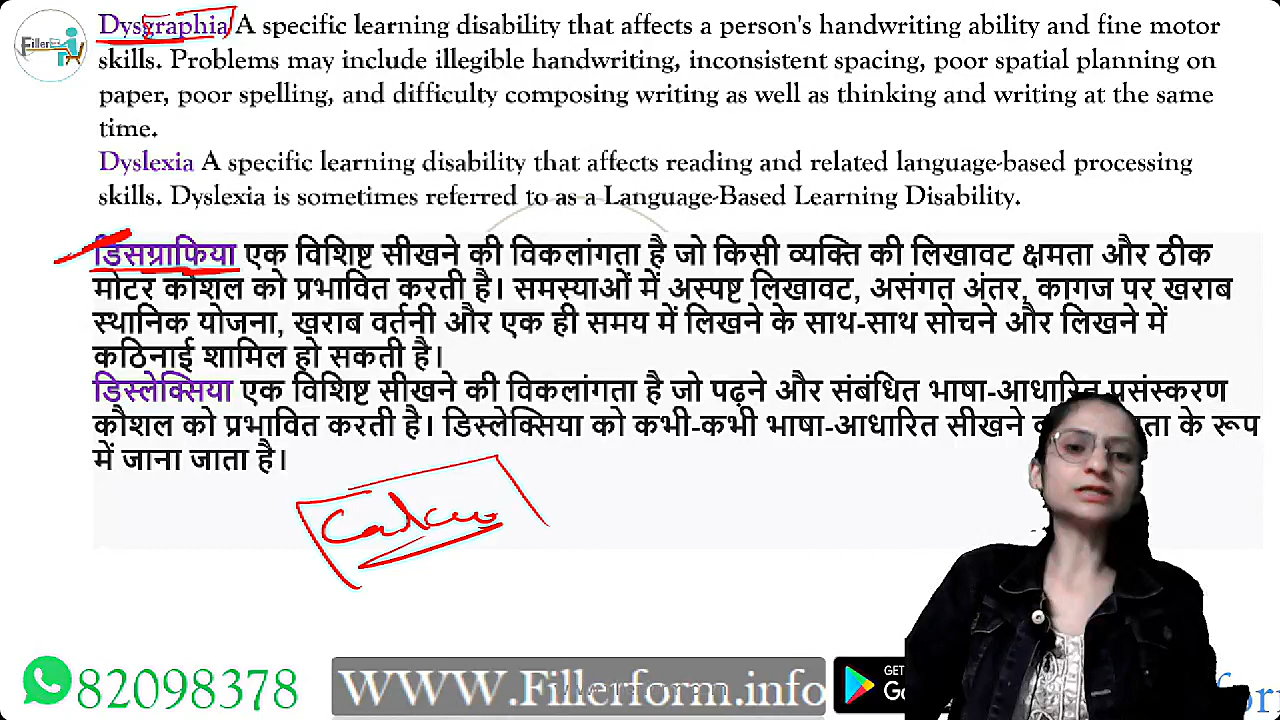 Filler
Dysgraphia A specific learning disability that affects a person's handwriting ability and fine motor
skills. Problems may include illegible handwriting, inconsistent spacing, poor spatial planning on
paper, poor spelling, and difficulty composing writing as well as thinking and writing at the same
time.
Dyslexia A specific learning disability that affects reading and related language-based processing
skills. Dyslexia is sometimes referred to as a Language-Based Learning Disability.
डिसग्राफिया एक विशिष्ट सीखने की विकलांगता है जो किसी व्यक्ति की लिखावट क्षमता और ठीक
मोटर कौशल को प्रभावित करती है। समस्याओं में अस्पष्ट लिखावट, असंगत अंतर, कागज पर खराब
स्थानिक योजना, खराब वर्तनी और एक ही समय में लिखने के साथ-साथ सोचने और लिखने में
कठिनाई शामिल हो सकती है।
डिस्लेक्सिया एक विशिष्ट सीखने की विकलांगता है जो पढ़ने और संबंधित भाषा-आधारित प्रसंस्करण
कौशल को प्रभावित करती है। डिस्लेक्सिया को कभी-कभी भाषा-आधारित सीखने के रूप
में जाना जाता है।
82098378
WWW.Fillerform.info
GET